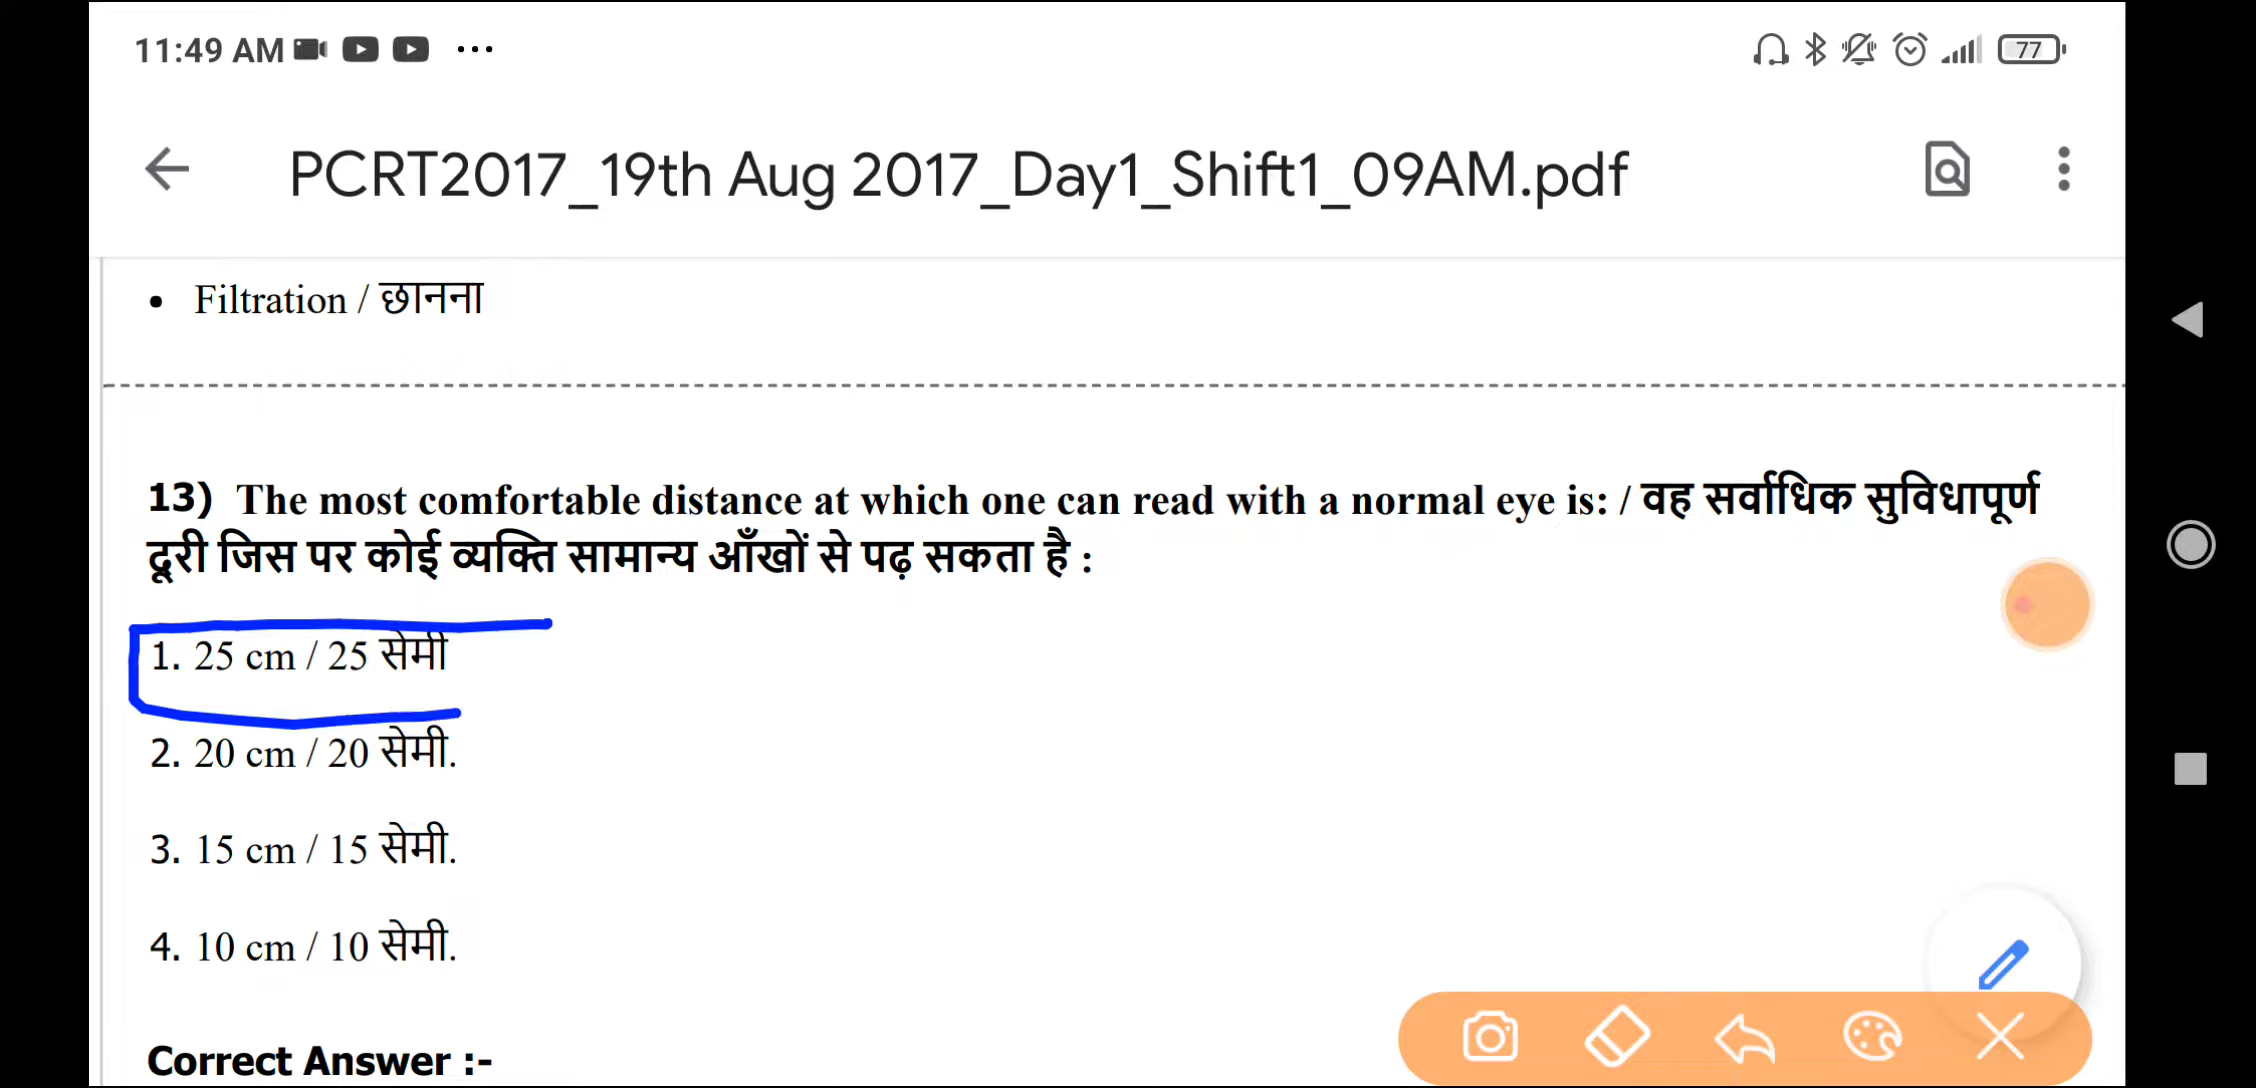 11:49 AM ... 77
PCRT2017_19th Aug 2017_Day1_Shift1_09AM.pdf
• Filtration / छानना
13) The most comfortable distance at which one can read with a normal eye is: / वह सर्वाधिक सुविधापूर्ण
दूरी जिस पर कोई व्यक्ति सामान्य आँखों से पढ़ सकता है :
1. 25 cm / 25 सेमी
2. 20 cm / 20 सेमी.
3. 15 cm / 15 सेमी.
4. 10 cm / 10 सेमी.
Correct Answer :-